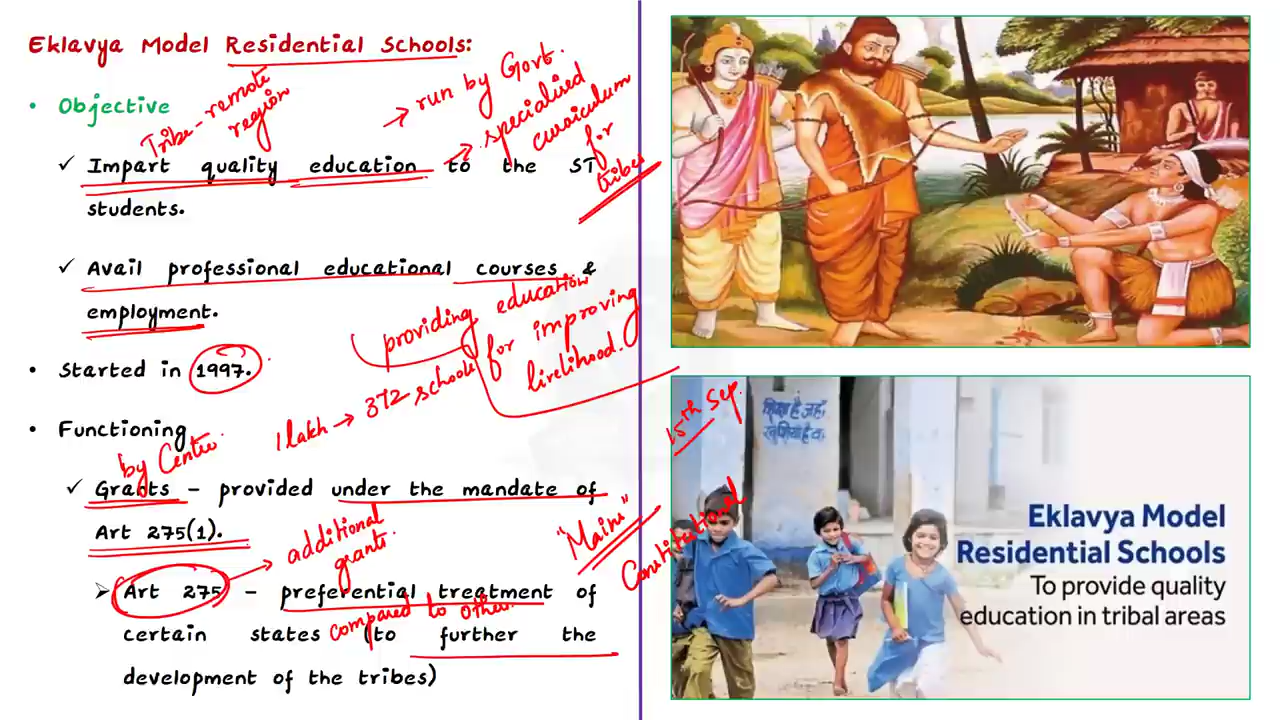 Eklavya Model Residential Schools:
• Objective
Tribe - remote
region
→ run by Govt.
→ specialised
curriculum
for
tribes
✓ Impart quality education to the ST
students.
✓ Avail professional educational courses &
employment.
providing education
for improving
livelihood.
• Started in 1997.
1 lakh → 372 schools
• Functioning
by Centre
✓ Grants – provided under the mandate of
Art 275(1).
→ additional
grants.
"Mains"
Constitutional
15th Sep.
➢ Art 275 – preferential treatment of
compared to other
certain states (to further the
development of the tribes)
Eklavya Model
Residential Schools
To provide quality
education in tribal areas